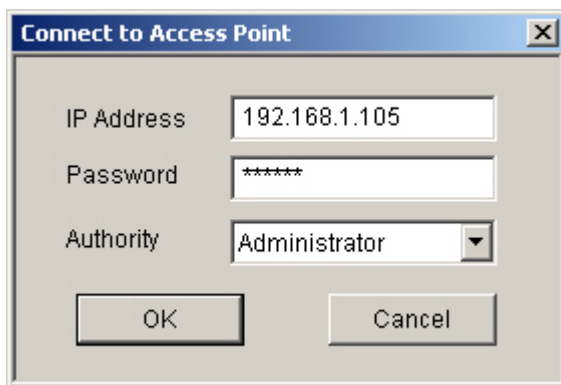 Connect to Access Point
IP Address 192.168.1.105
Password ******
Authority Administrator
OK Cancel